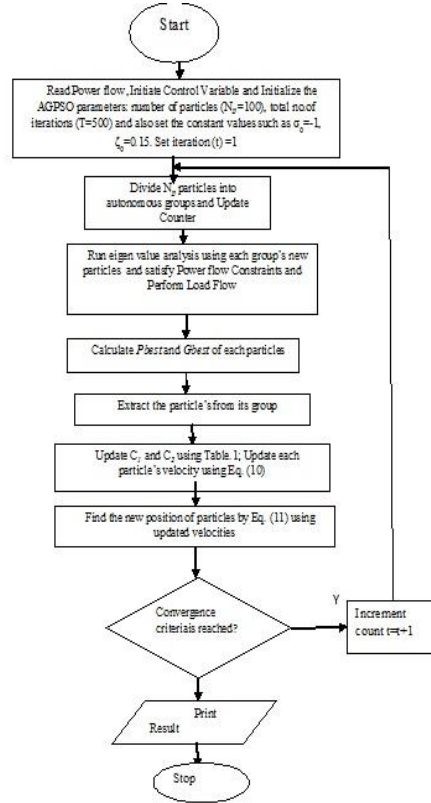 Start
Read Power flow, Initiate Control Variable and Initialize the
AGPSO parameters: number of particles (Np=100), total no.of
iterations (T=500) and also set the constant values such as σ0=-1,
ζ0=0.15. Set iteration (t) =1
Divide Np particles into
autonomous groups and Update
Counter
Run eigen value analysis using each group's new
particles and satisfy Power flow Constraints and
Perform Load Flow
Calculate Pbest and Gbest of each particles
Extract the particle's from its group
Update C1 and C2 using Table. 1; Update each
particle's velocity using Eq. (10)
Find the new position of particles by Eq. (11) using
updated velocities
Convergence
criteriais reached?
Y
Increment
count t=t+1
Print
Result
Stop